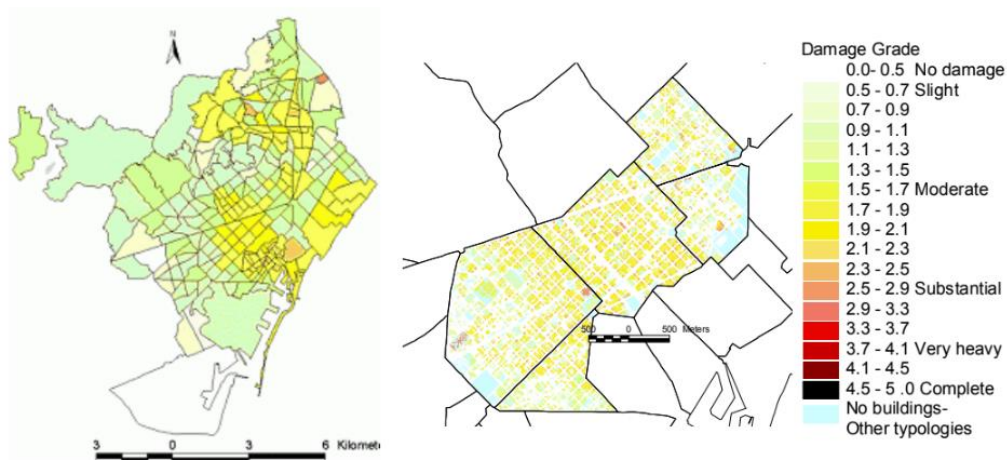 N
3 0 3 6 Kilomete
500 0 500 Meters
Damage Grade
0.0- 0.5 No damage
0.5 - 0.7 Slight
0.7 - 0.9
0.9 - 1.1
1.1 - 1.3
1.3 - 1.5
1.5 - 1.7 Moderate
1.7 - 1.9
1.9 - 2.1
2.1 - 2.3
2.3 - 2.5
2.5 - 2.9 Substantial
2.9 - 3.3
3.3 - 3.7
3.7 - 4.1 Very heavy
4.1 - 4.5
4.5 - 5 .0 Complete
No buildings-
Other typologies